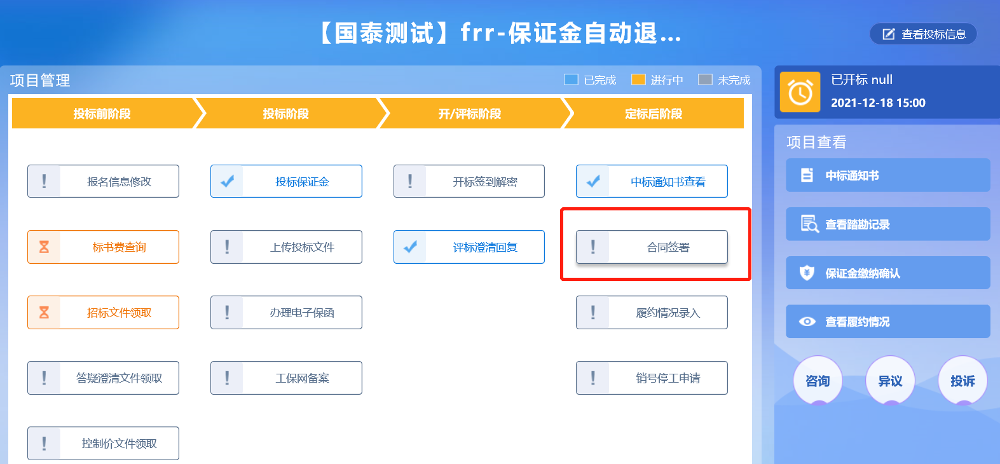 【国泰测试】frr-保证金自动退...
查看投标信息
项目管理
已完成
进行中
未完成
投标前阶段
投标阶段
开/评标阶段
定标后阶段
报名信息修改
投标保证金
开标签到解密
中标通知书查看
标书费查询
上传投标文件
评标澄清回复
合同签署
招标文件领取
办理电子保函
履约情况录入
答疑澄清文件领取
工保网备案
销号停工申请
控制价文件领取
已开标 null
2021-12-18 15:00
项目查看
中标通知书
查看踏勘记录
保证金缴纳确认
查看履约情况
咨询
异议
投诉